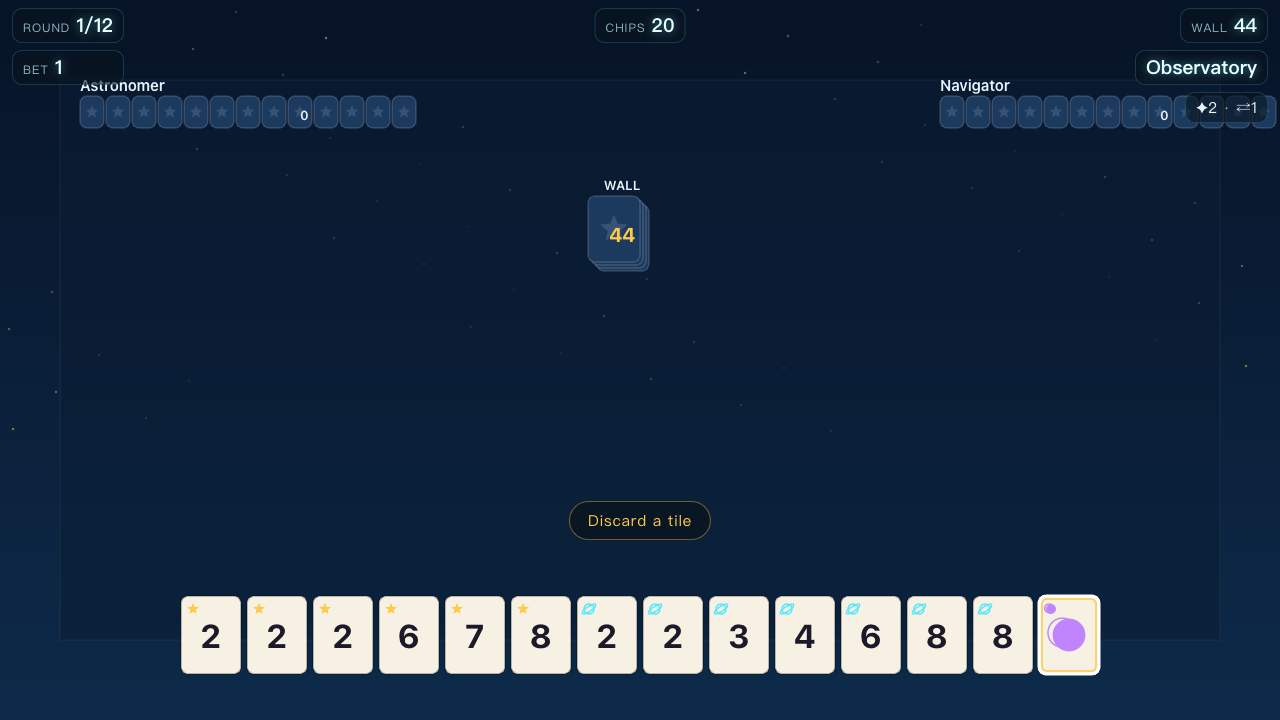 ROUND 1/12
CHIPS 20
WALL 44
BET 1
Observatory
Astronomer
Navigator
✦2 · ⇄1
0
0
WALL
44
Discard a tile
2 2 2 6 7 8 2 2 3 4 6 8 8